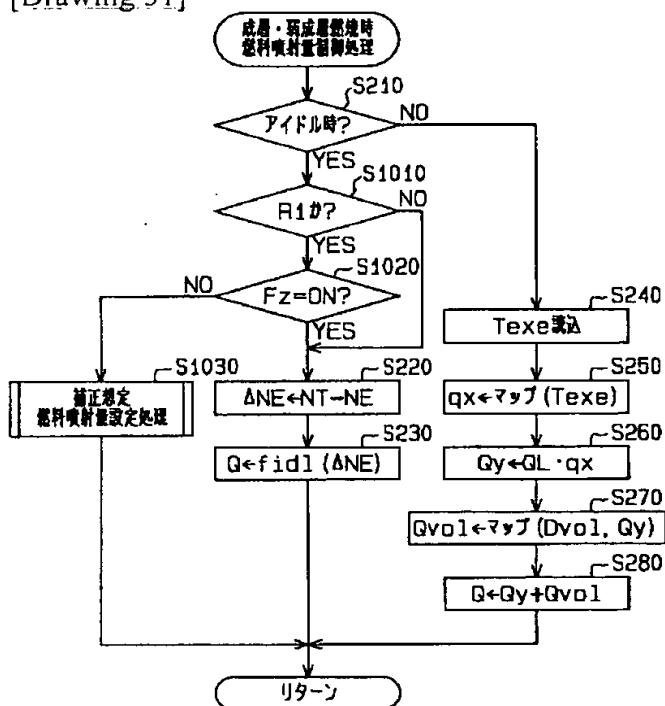 [Drawing 31]
成層・弱成層燃焼時
燃料噴射量制御処理
S210
アイドル時?
NO
YES
S1010
R1か?
NO
YES
S1020
Fz=ON?
NO
YES
S1030
補正想定
燃料噴射量設定処理
S220
ΔNE←NT−NE
S230
Q←fidl(ΔNE)
S240
Texe読込
S250
qx←マップ(Texe)
S260
Qy←QL・qx
S270
Qvol←マップ(Dvol, Qy)
S280
Q←Qy+Qvol
リターン